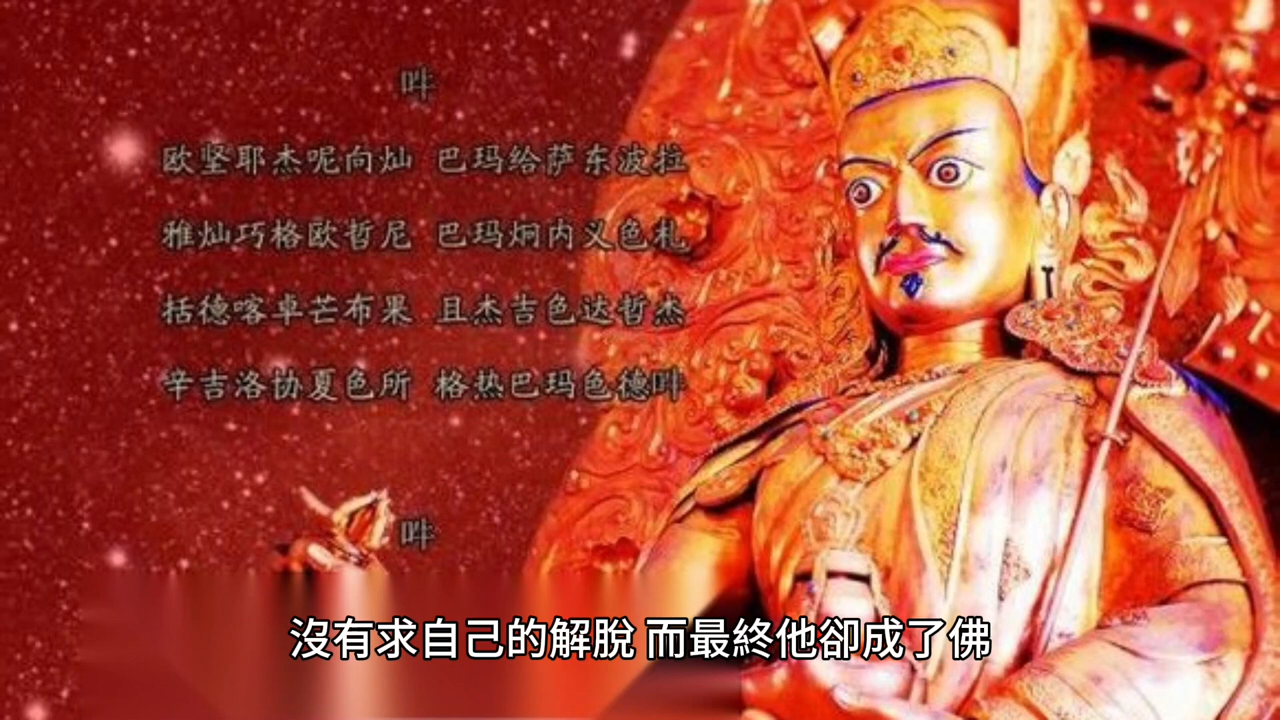 吽
欧坚耶杰呢向灿 巴玛给萨东波拉
雅灿巧格欧哲尼 巴玛炯内义色札
括德喀卓芒布果 且杰吉色达哲杰
辛吉洛协夏色所 格热巴玛色德吽
吽
沒有求自己的解脫 而最終他卻成了佛